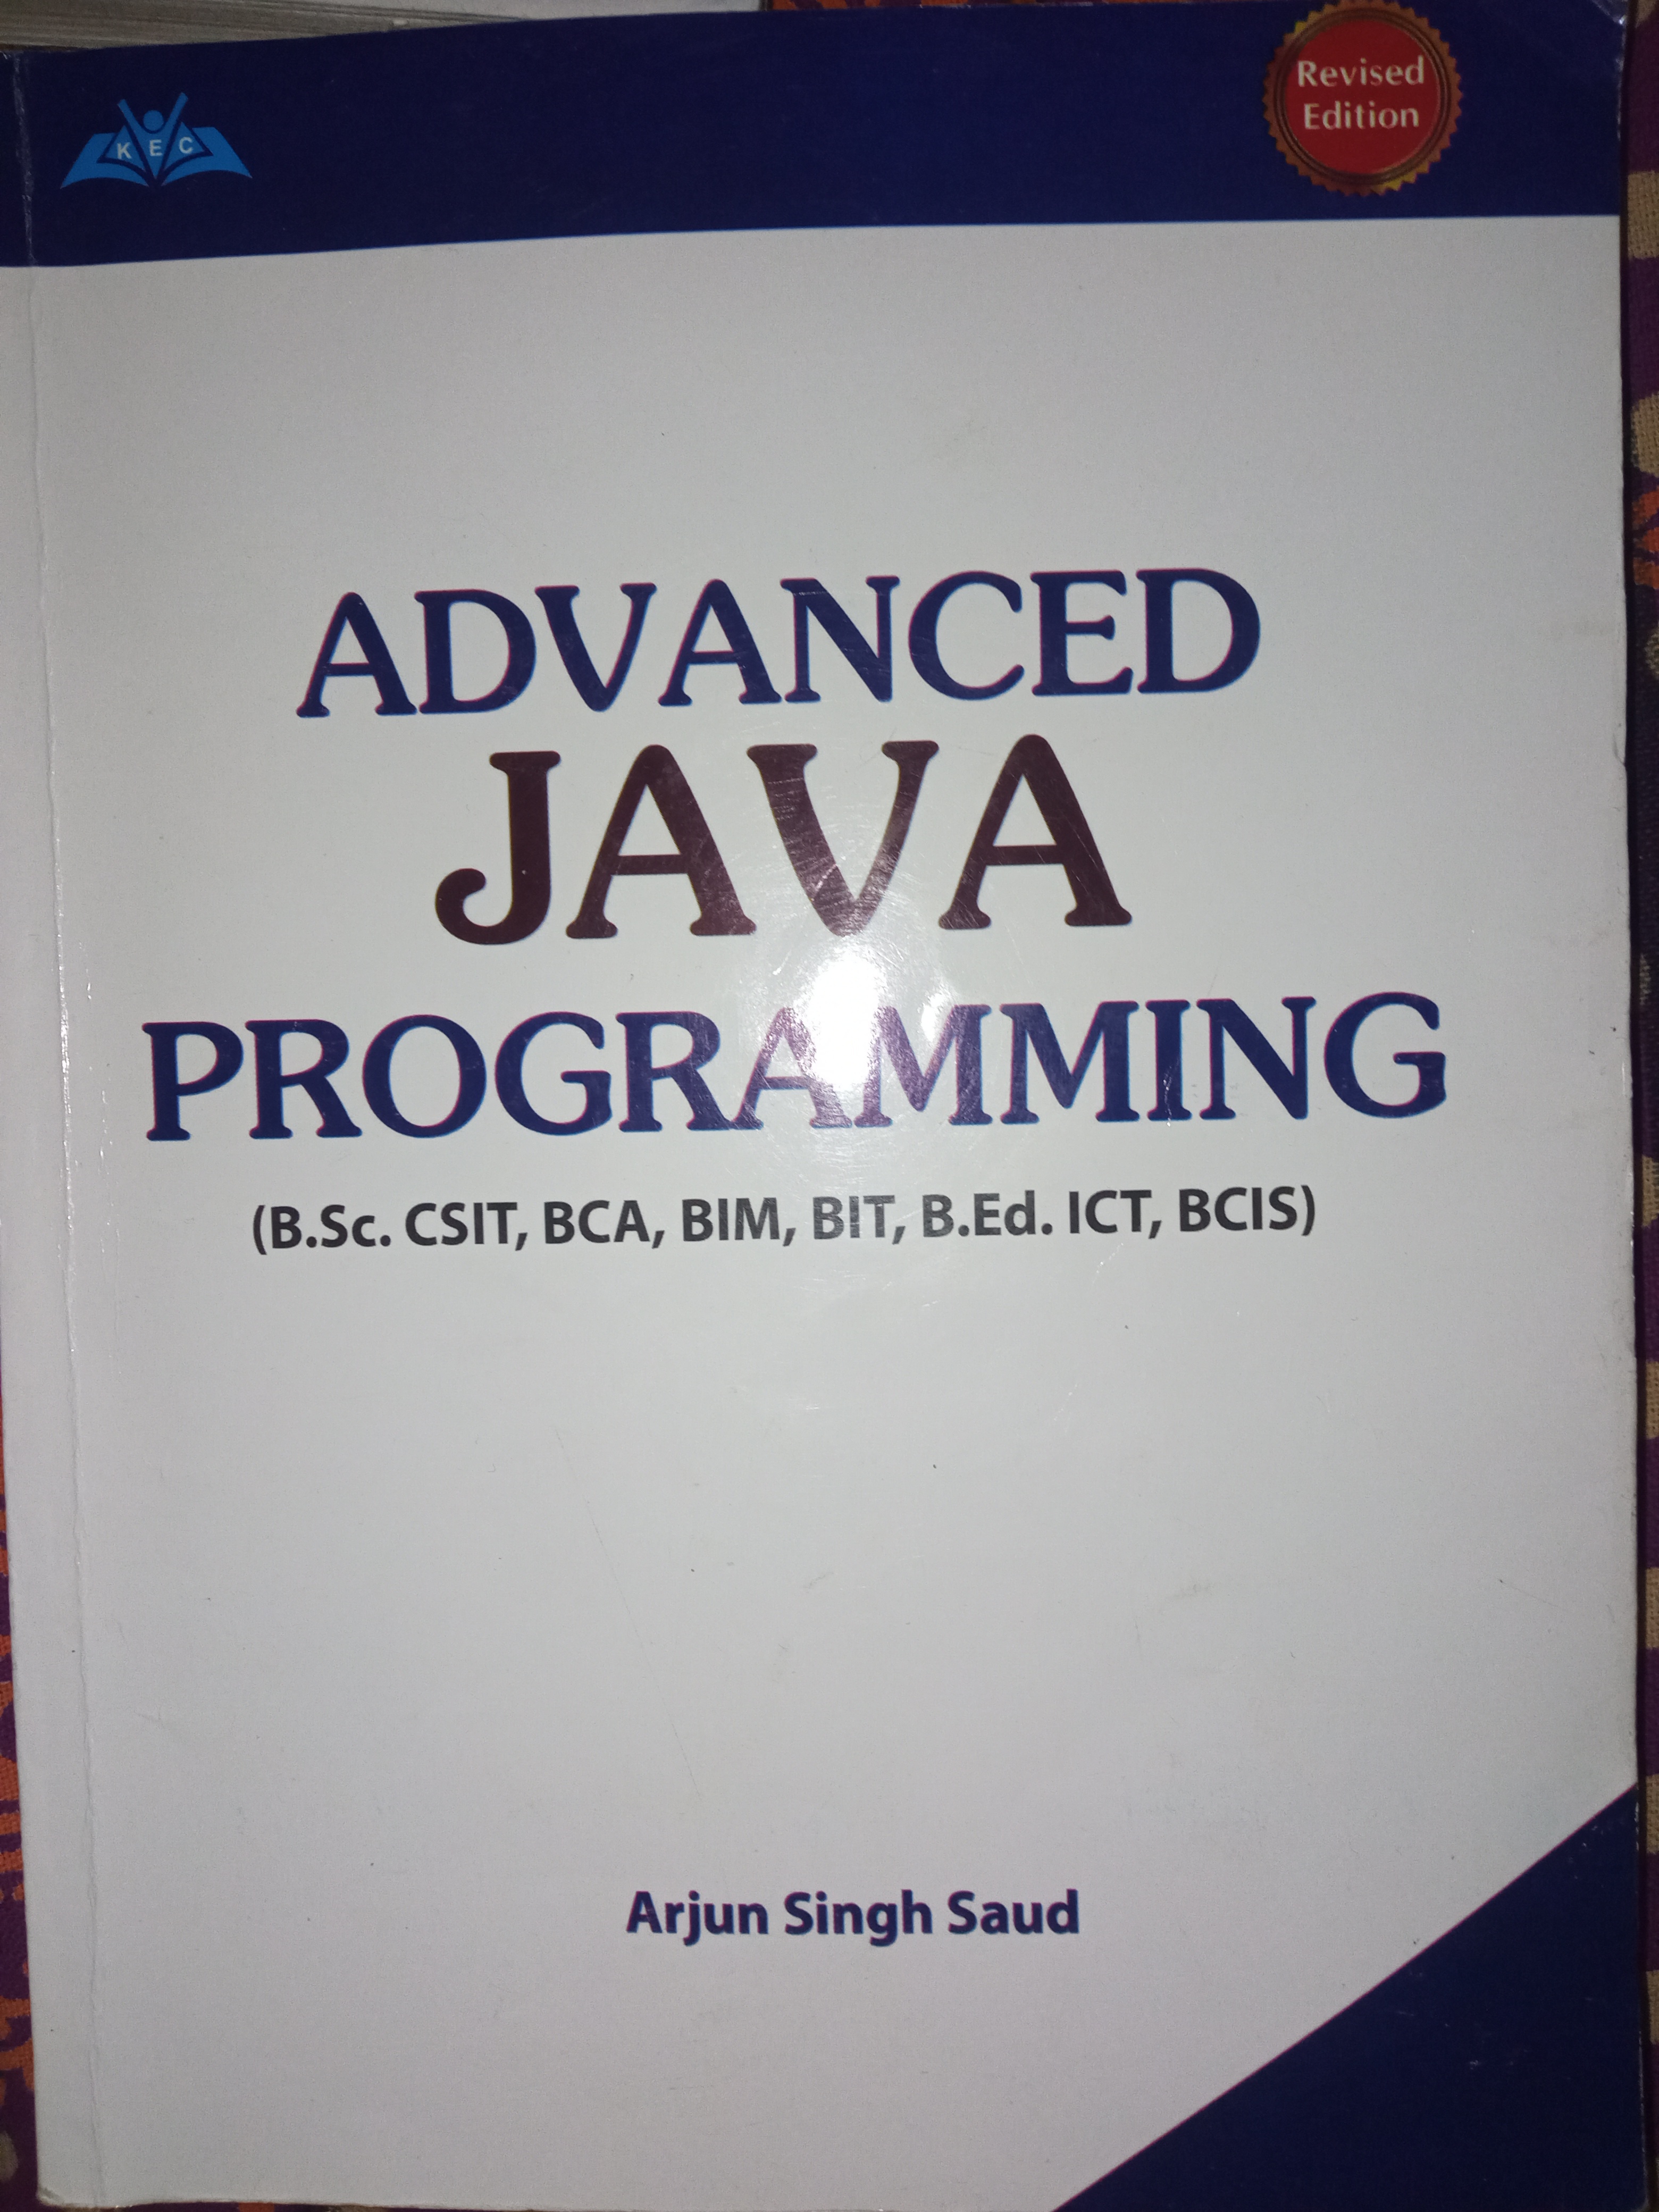 KEC
Revised
Edition
ADVANCED
JAVA
PROGRAMMING
(B.Sc. CSIT, BCA, BIM, BIT, B.Ed. ICT, BCIS)
Arjun Singh Saud